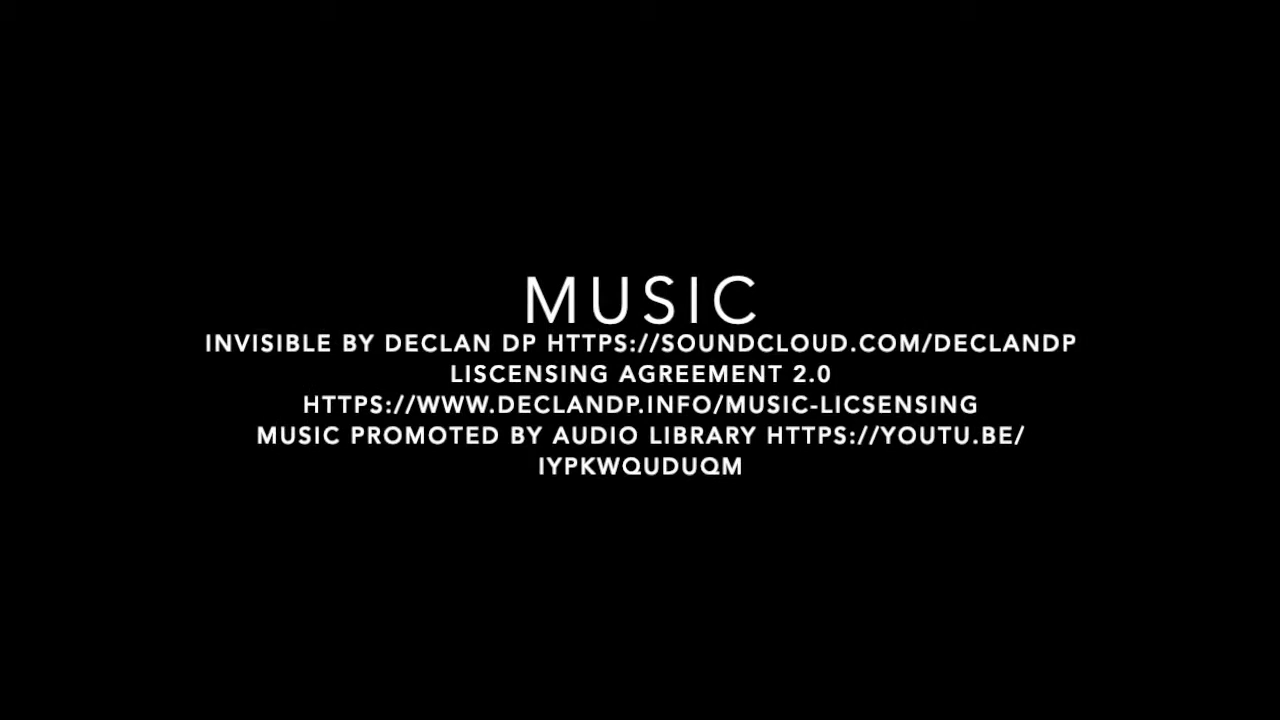 MUSIC
INVISIBLE BY DECLAN DP HTTPS://SOUNDCLOUD.COM/DECLANDP
LISCENSING AGREEMENT 2.0
HTTPS://WWW.DECLANDP.INFO/MUSIC-LICSENSING
MUSIC PROMOTED BY AUDIO LIBRARY HTTPS://YOUTU.BE/
IYPKWQUDUQM